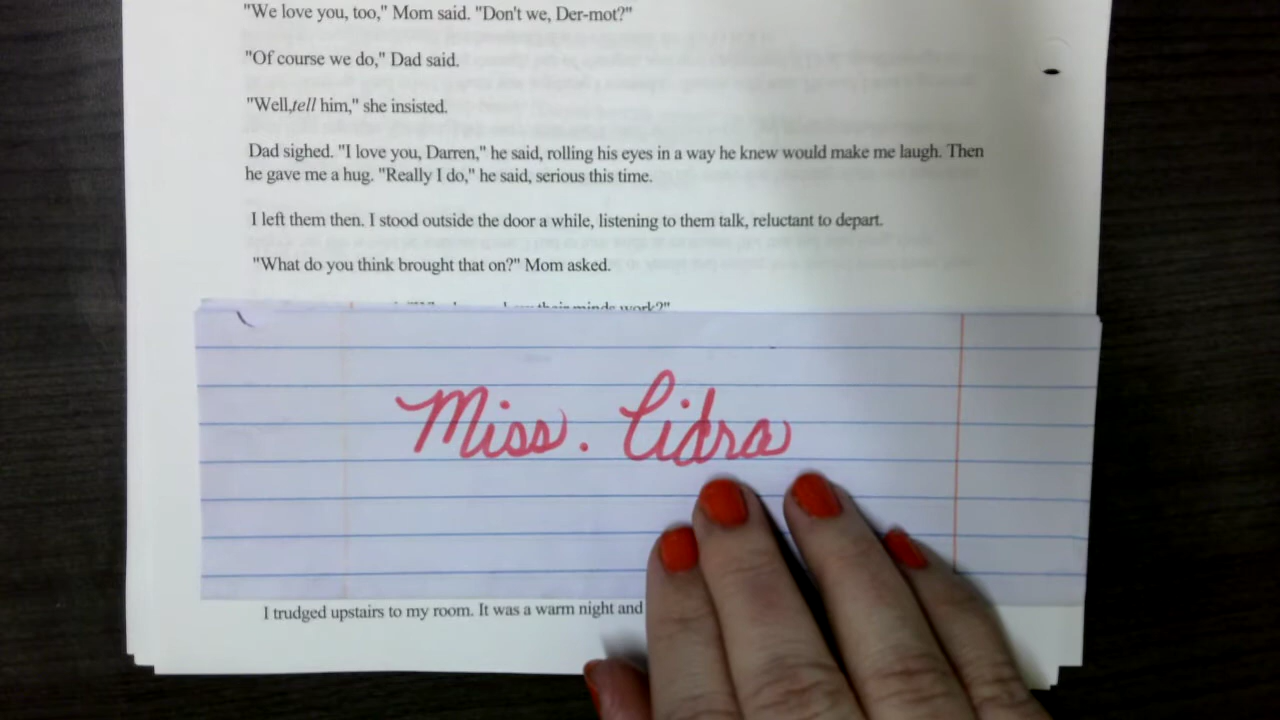 "We love you, too," Mom said. "Don't we, Der-mot?"
"Of course we do," Dad said.
"Well,tell him," she insisted.
Dad sighed. "I love you, Darren," he said, rolling his eyes in a way he knew would make me laugh. Then
he gave me a hug. "Really I do," he said, serious this time.
I left them then. I stood outside the door a while, listening to them talk, reluctant to depart.
"What do you think brought that on?" Mom asked.
their minds work?"
Miss. Cidra
I trudged upstairs to my room. It was a warm night and